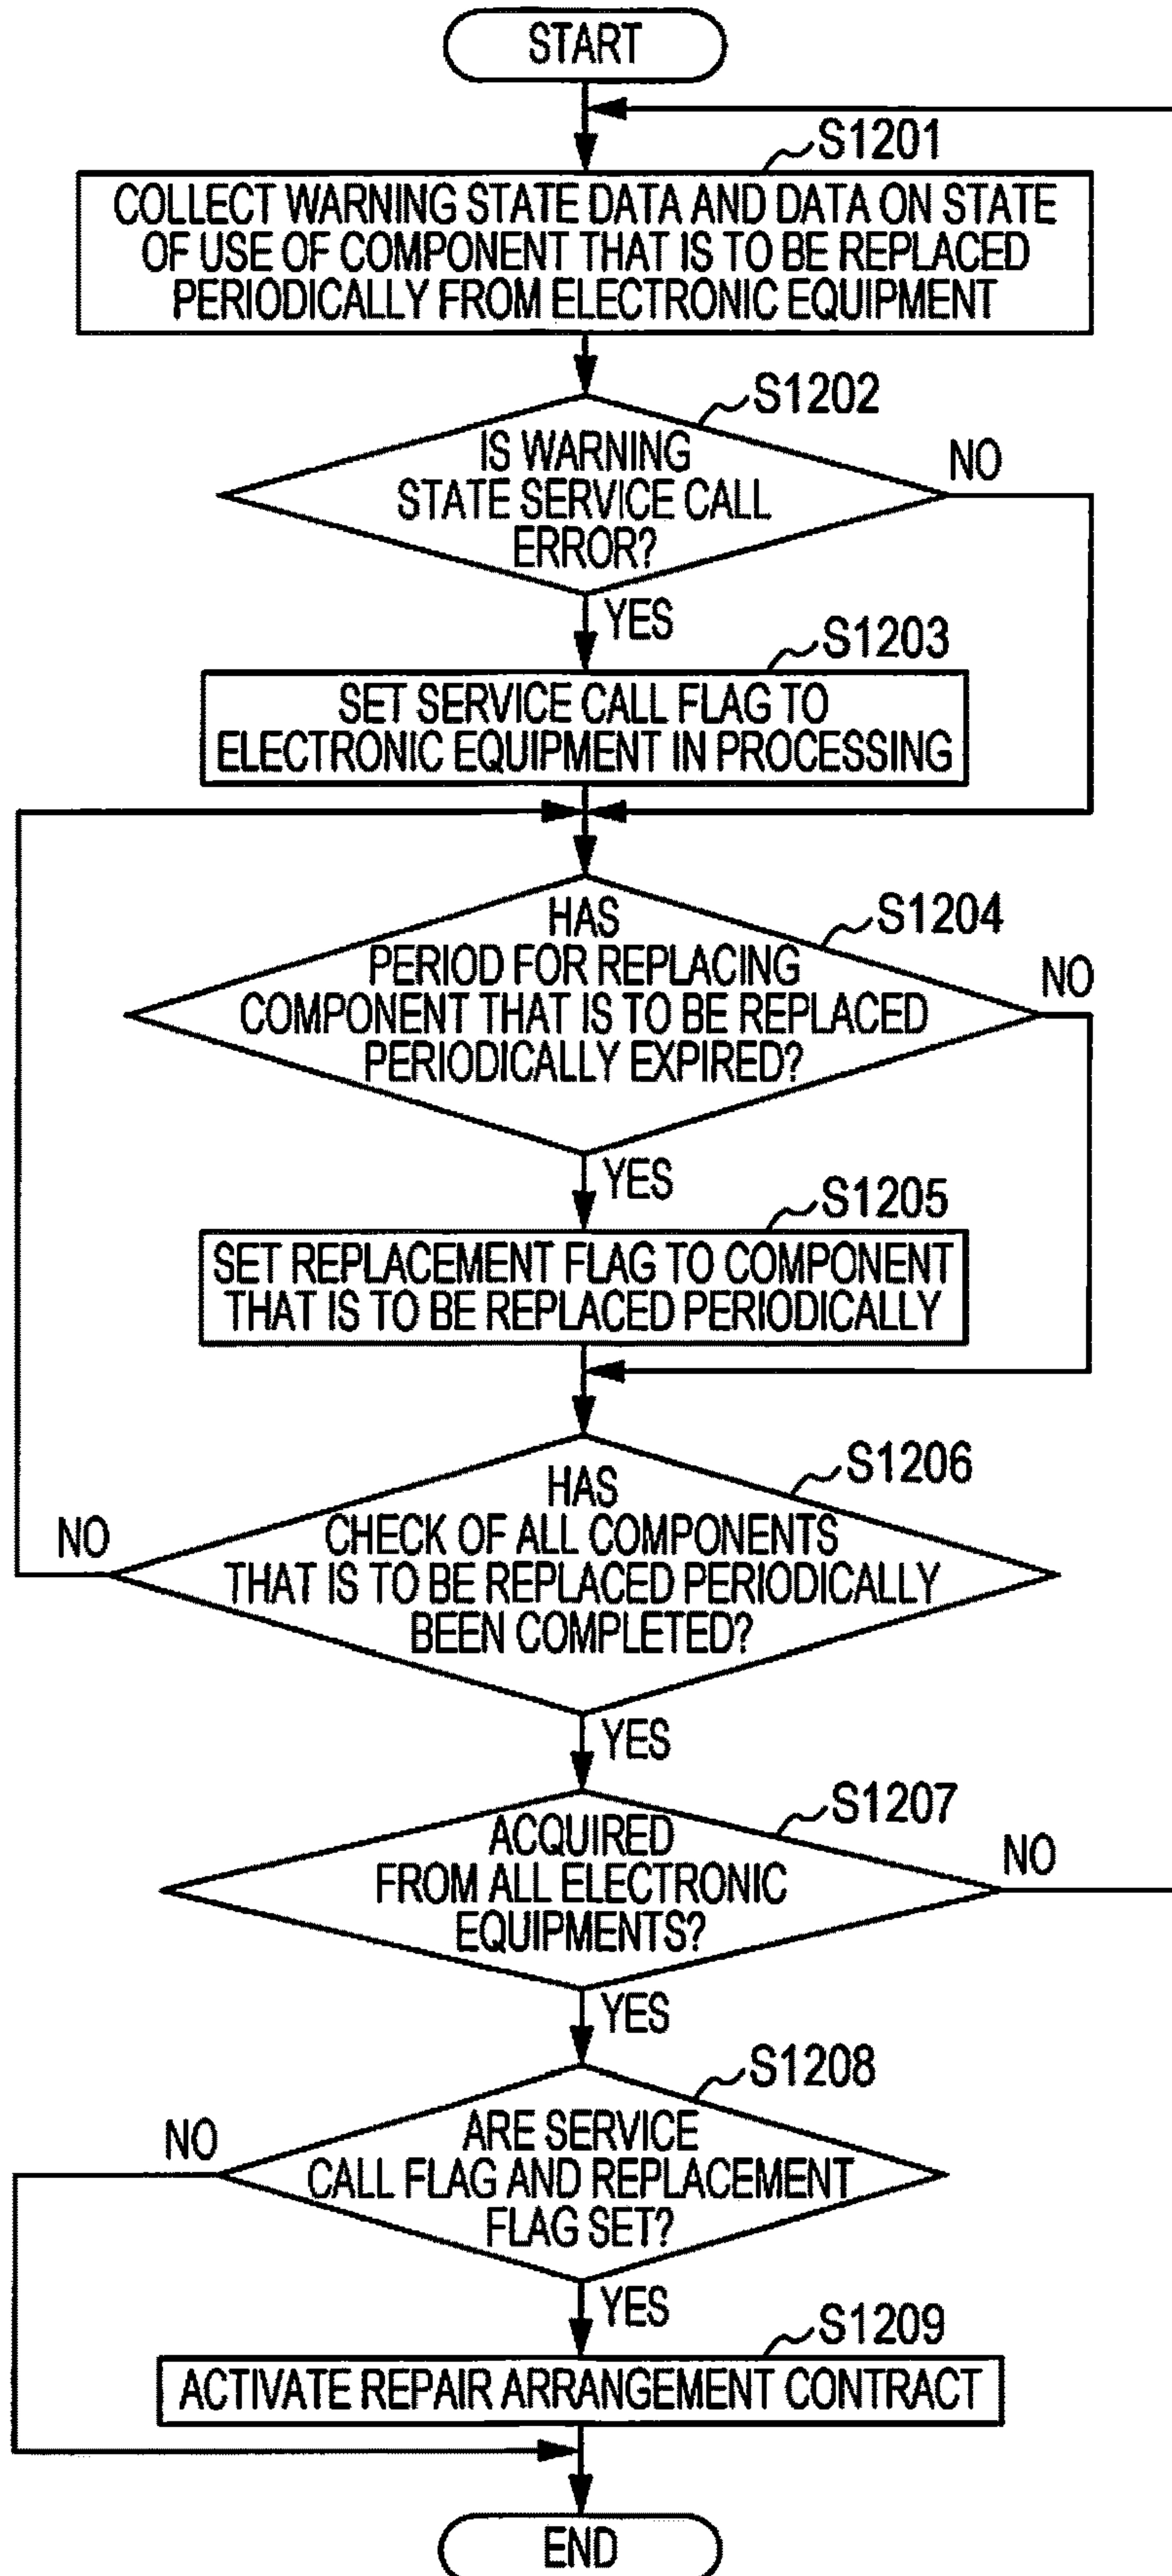 START
S1201
COLLECT WARNING STATE DATA AND DATA ON STATE
OF USE OF COMPONENT THAT IS TO BE REPLACED
PERIODICALLY FROM ELECTRONIC EQUIPMENT
S1202
IS WARNING
STATE SERVICE CALL
ERROR?
NO
YES
S1203
SET SERVICE CALL FLAG TO
ELECTRONIC EQUIPMENT IN PROCESSING
S1204
HAS
PERIOD FOR REPLACING
COMPONENT THAT IS TO BE REPLACED
PERIODICALLY EXPIRED?
NO
YES
S1205
SET REPLACEMENT FLAG TO COMPONENT
THAT IS TO BE REPLACED PERIODICALLY
S1206
HAS
CHECK OF ALL COMPONENTS
THAT IS TO BE REPLACED PERIODICALLY
BEEN COMPLETED?
NO
YES
S1207
ACQUIRED
FROM ALL ELECTRONIC
EQUIPMENTS?
NO
YES
S1208
ARE SERVICE
CALL FLAG AND REPLACEMENT
FLAG SET?
NO
YES
S1209
ACTIVATE REPAIR ARRANGEMENT CONTRACT
END